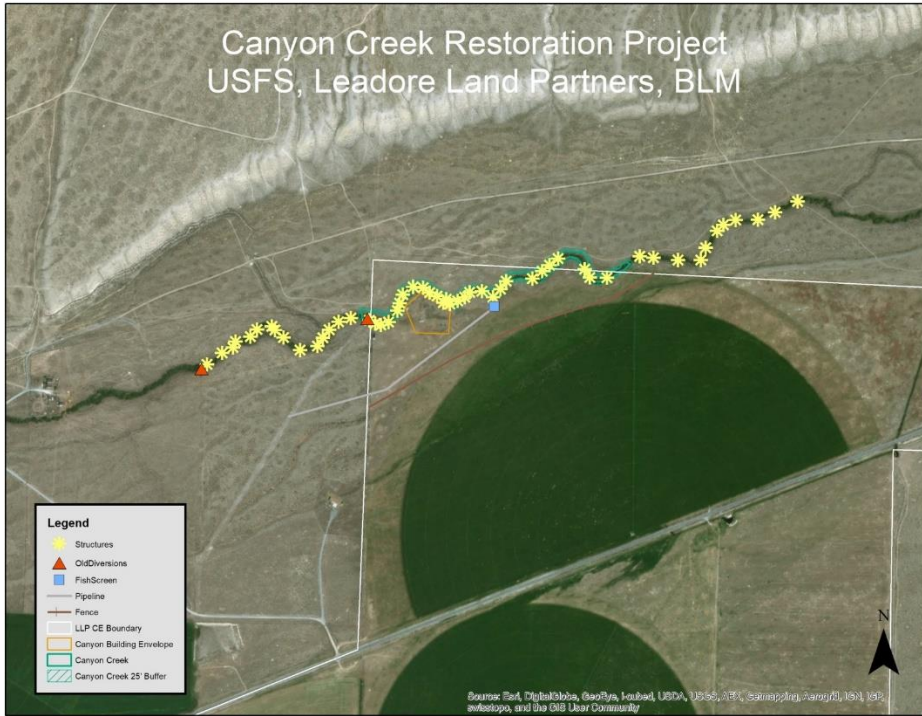 Canyon Creek Restoration Project
USFS, Leadore Land Partners, BLM
Legend
Structures
OldDiversions
FishScreen
Pipeline
Fence
LLP CE Boundary
Canyon Building Envelope
Canyon Creek
Canyon Creek 25' Buffer
N
Source: Esri, DigitalGlobe, GeoEye, i-cubed, USDA, USGS, AEX, Getmapping, Aerogrid, IGN, IGP,
swisstopo, and the GIS User Community